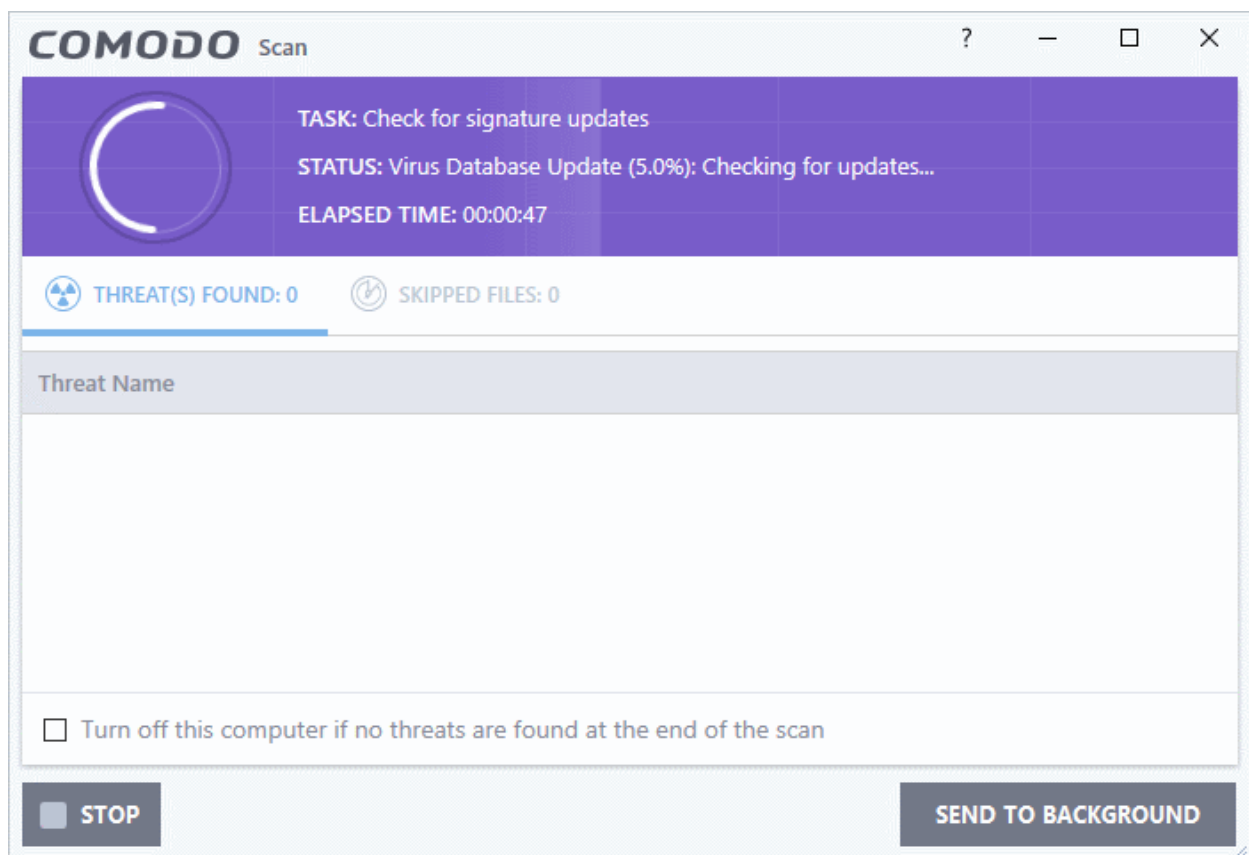 COMODO Scan ?
TASK: Check for signature updates
STATUS: Virus Database Update (5.0%): Checking for updates...
ELAPSED TIME: 00:00:47
THREAT(S) FOUND: 0 SKIPPED FILES: 0
Threat Name
Turn off this computer if no threats are found at the end of the scan
STOP SEND TO BACKGROUND